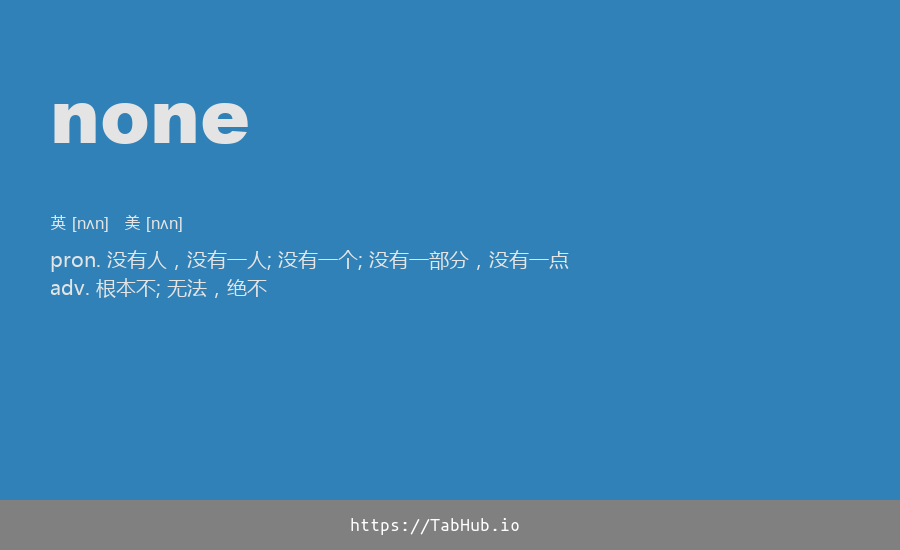 none
英 [nʌn]   美 [nʌn]
pron. 没有人，没有一人; 没有一个; 没有一部分，没有一点
adv. 根本不; 无法，绝不
https://TabHub.io